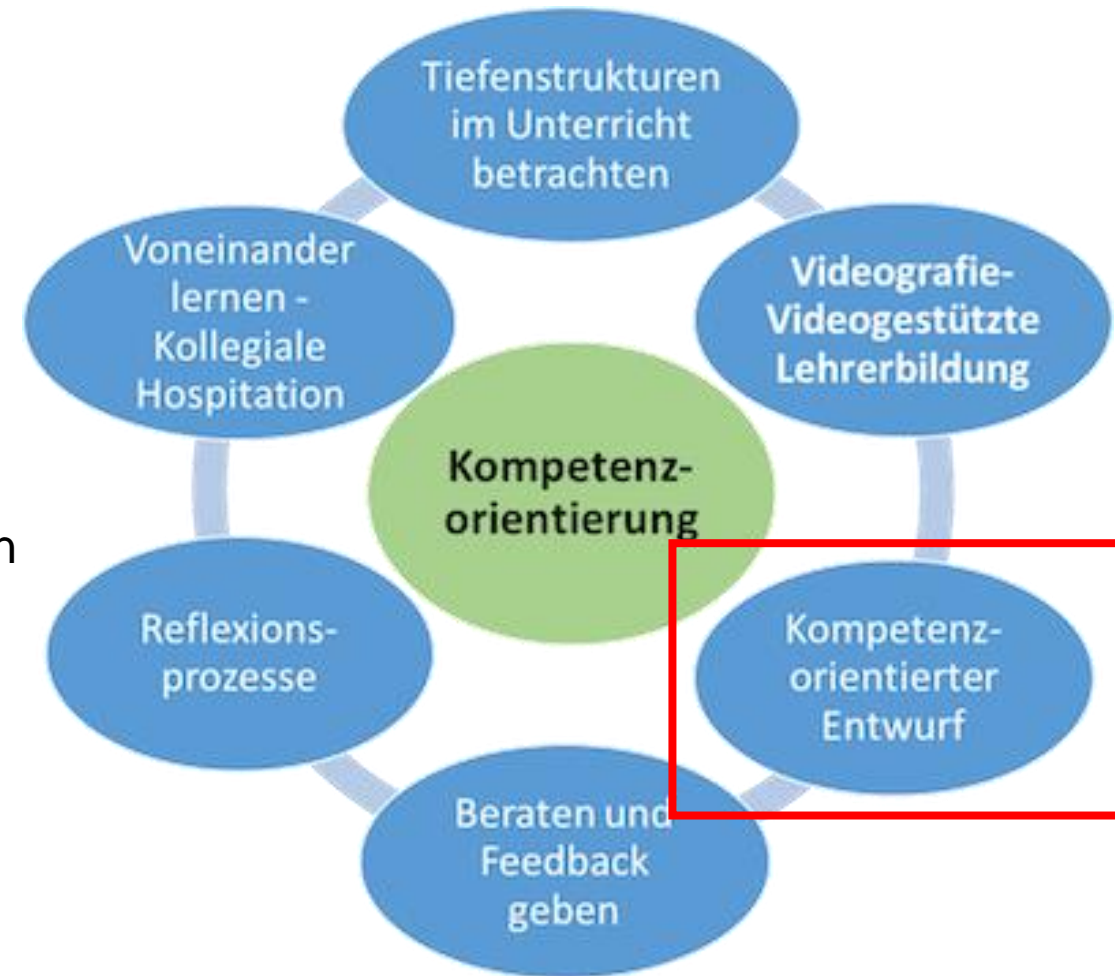 Tiefenstrukturen
im Unterricht
betrachten
Videografie-
Videogestützte
Lehrerbildung
Kompetenz-
orientierter
Entwurf
Beraten und
Feedback
geben
Reflexions-
prozesse
Voneinander
lernen -
Kollegiale
Hospitation
Kompetenz-
orientierung
n